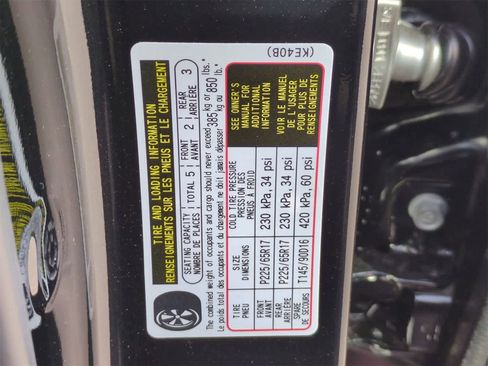 TIRE AND LOADING INFORMATION
RENSEIGNEMENTS SUR LES PNEUS ET LE CHARGEMENT
SEATING CAPACITY
NOMBRE DE PLACES
TOTAL 5
FRONT
AVANT 2
REAR
ARRIÈRE 3
The combined weight of occupants and cargo should never exceed 385 kg or 850 lbs.
Le poids total des occupants et du chargement ne doit jamais dépasser 385 kg ou 850 lb.
TIRE
PNEU
SIZE
DIMENSIONS
COLD TIRE PRESSURE
PRESSION DES
PNEUS A FROID
SEE OWNER'S
MANUAL FOR
ADDITIONAL
INFORMATION
VOIR LE MANUEL
DE L'USAGER
POUR PLUS DE
RENSEIGNEMENTS
FRONT
AVANT
P225/65R17
230 kPa, 34 psi
REAR
ARRIÈRE
P225/65R17
230 kPa, 34 psi
SPARE
DE SECOURS
T145/90D16
420 kPa, 60 psi
(KE40B)